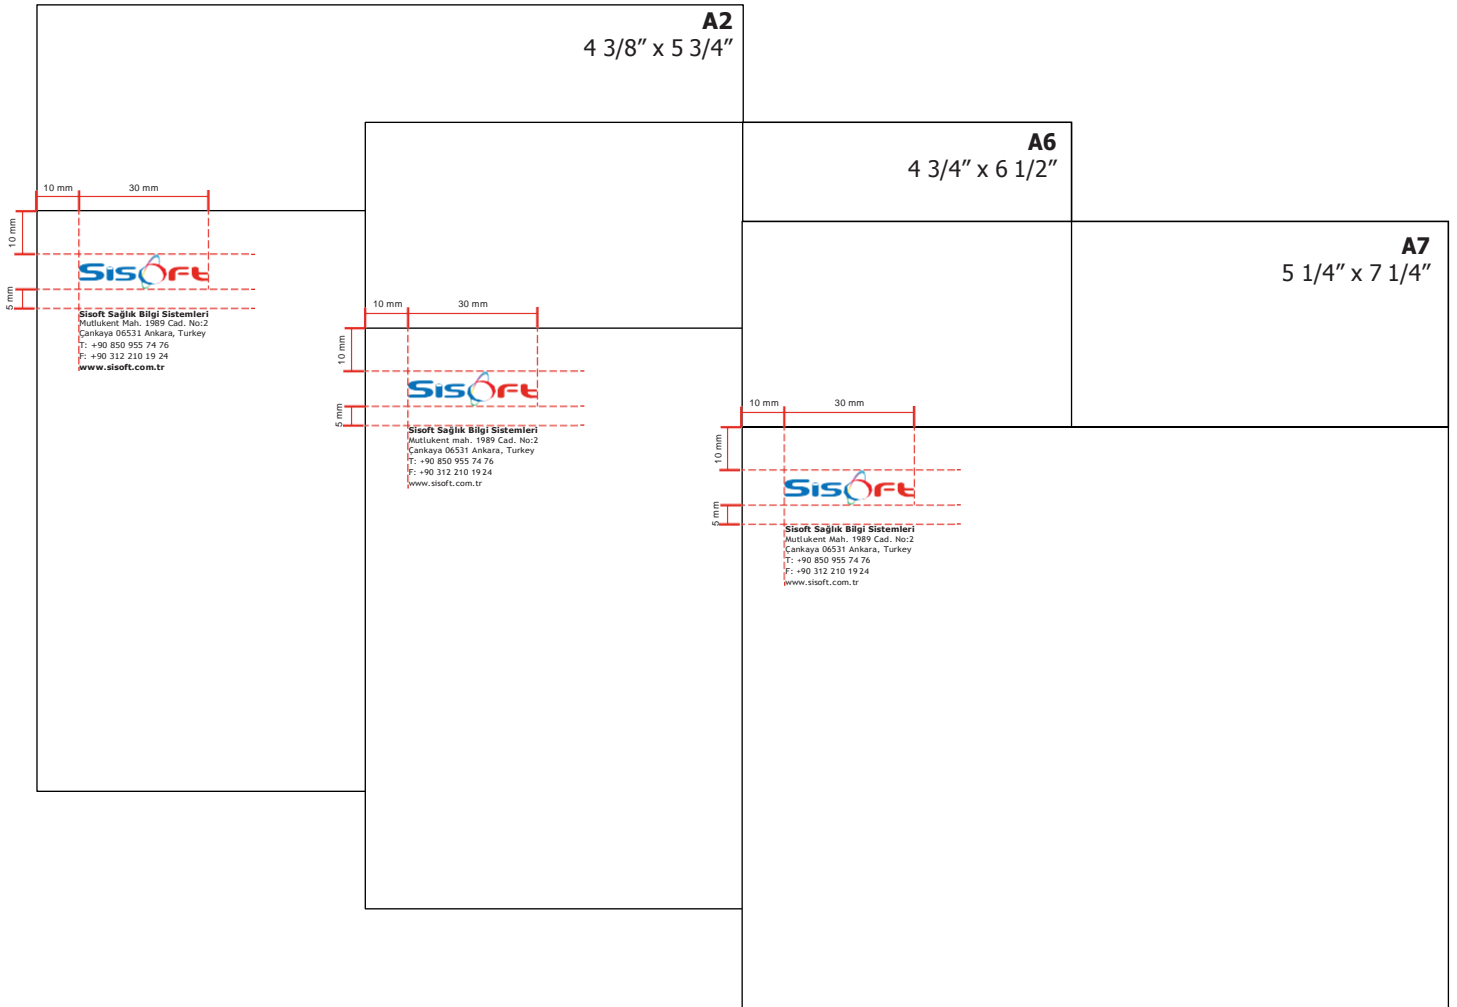 A2
4 3/8” x 5 3/4”
10 mm
30 mm
10 mm
5 mm
Sisoft
Sisoft Sağlık Bilgi Sistemleri
Mutlukent Mah. 1989 Cad. No:2
Çankaya 06531 Ankara, Turkey
T: +90 850 955 74 76
F: +90 312 210 19 24
www.sisoft.com.tr
A6
4 3/4” x 6 1/2”
10 mm
30 mm
10 mm
5 mm
Sisoft
Sisoft Sağlık Bilgi Sistemleri
Mutlukent mah. 1989 Cad. No:2
Çankaya 06531 Ankara, Turkey
T: +90 850 955 74 76
F: +90 312 210 19 24
www.sisoft.com.tr
A7
5 1/4” x 7 1/4”
10 mm
30 mm
10 mm
5 mm
Sisoft
Sisoft Sağlık Bilgi Sistemleri
Mutlukent Mah. 1989 Cad. No:2
Çankaya 06531 Ankara, Turkey
T: +90 850 955 74 76
F: +90 312 210 19 24
www.sisoft.com.tr